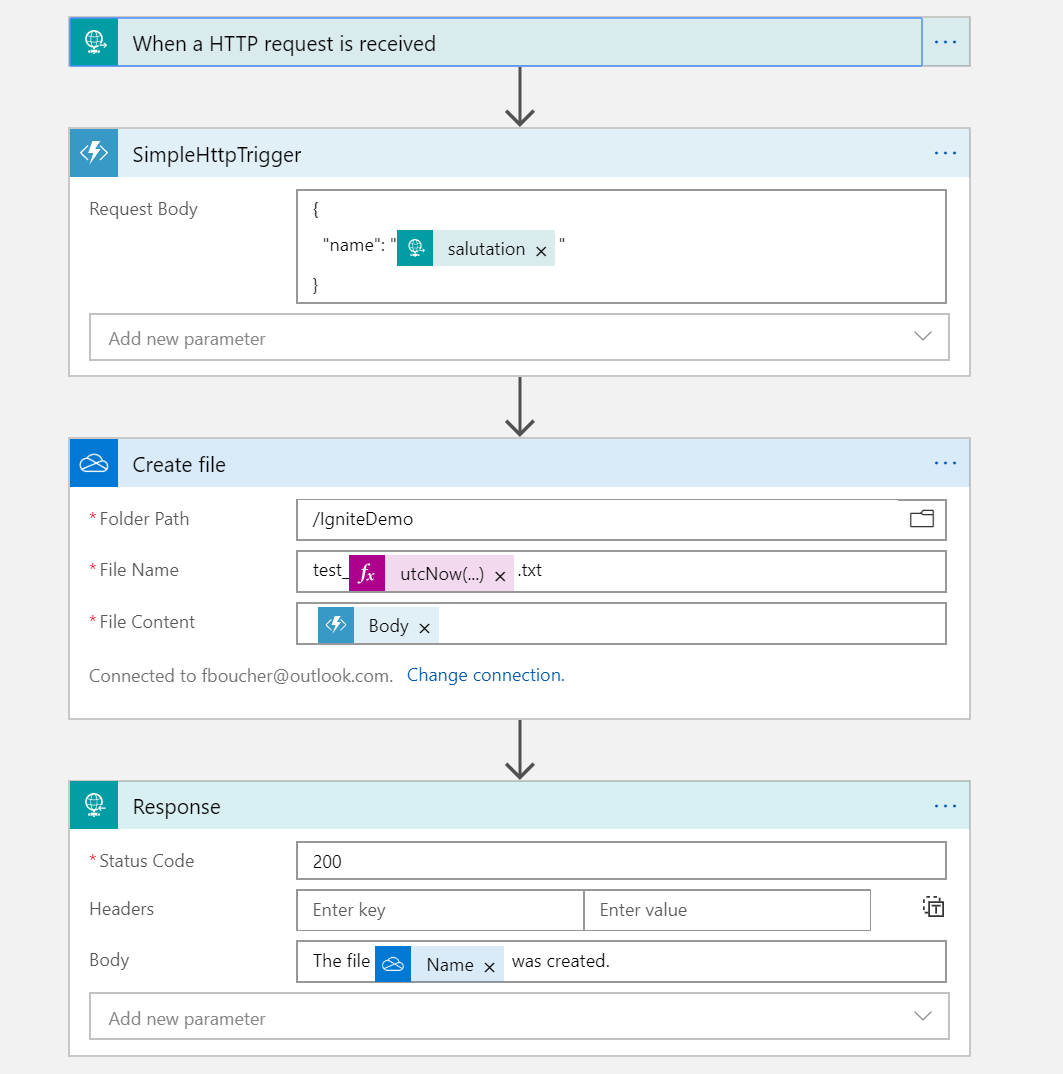 When a HTTP request is received ...
SimpleHttpTrigger ...
Request Body {
"name": " salutation × "
}
Add new parameter
Create file ...
* Folder Path /IgniteDemo
* File Name test_ fx utcNow(...) × .txt
* File Content Body ×
Connected to fboucher@outlook.com. Change connection.
Response ...
* Status Code 200
Headers Enter key Enter value T
Body The file Name × was created.
Add new parameter